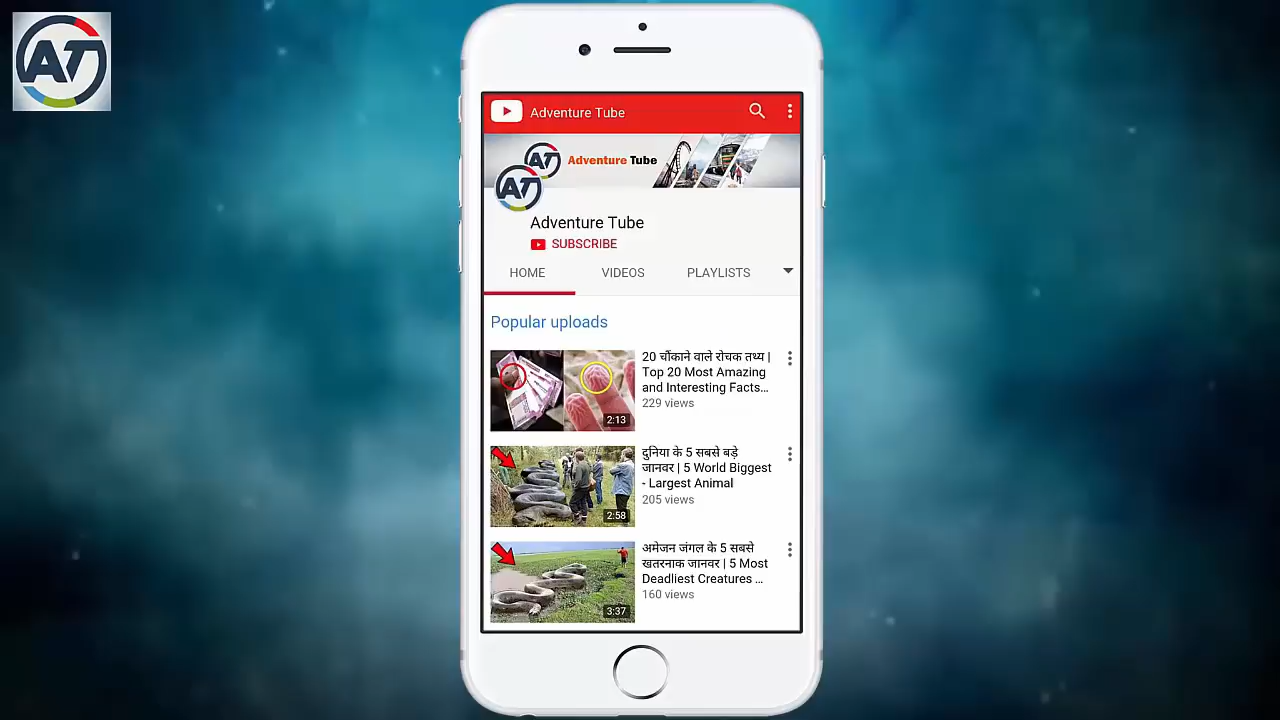 AT
Adventure Tube
AT
Adventure Tube
AT
Adventure Tube
SUBSCRIBE
HOME VIDEOS PLAYLISTS
Popular uploads
20 चौंकाने वाले रोचक तथ्य |
Top 20 Most Amazing
and Interesting Facts...
229 views
2:13
दुनिया के 5 सबसे बड़े
जानवर | 5 World Biggest
- Largest Animal
205 views
2:58
अमेजन जंगल के 5 सबसे
खतरनाक जानवर | 5 Most
Deadliest Creatures ...
160 views
3:37